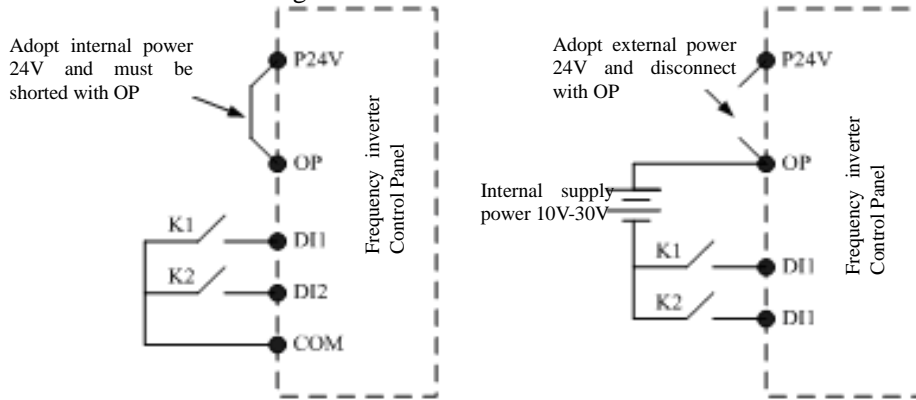 Adopt internal power
24V and must be
shorted with OP
P24V
OP
K1
DI1
K2
DI2
COM
Frequency inverter
Control Panel
Adopt external power
24V and disconnect
with OP
P24V
OP
Internal supply
power 10V-30V
K1
DI1
K2
DI1
Frequency inverter
Control Panel